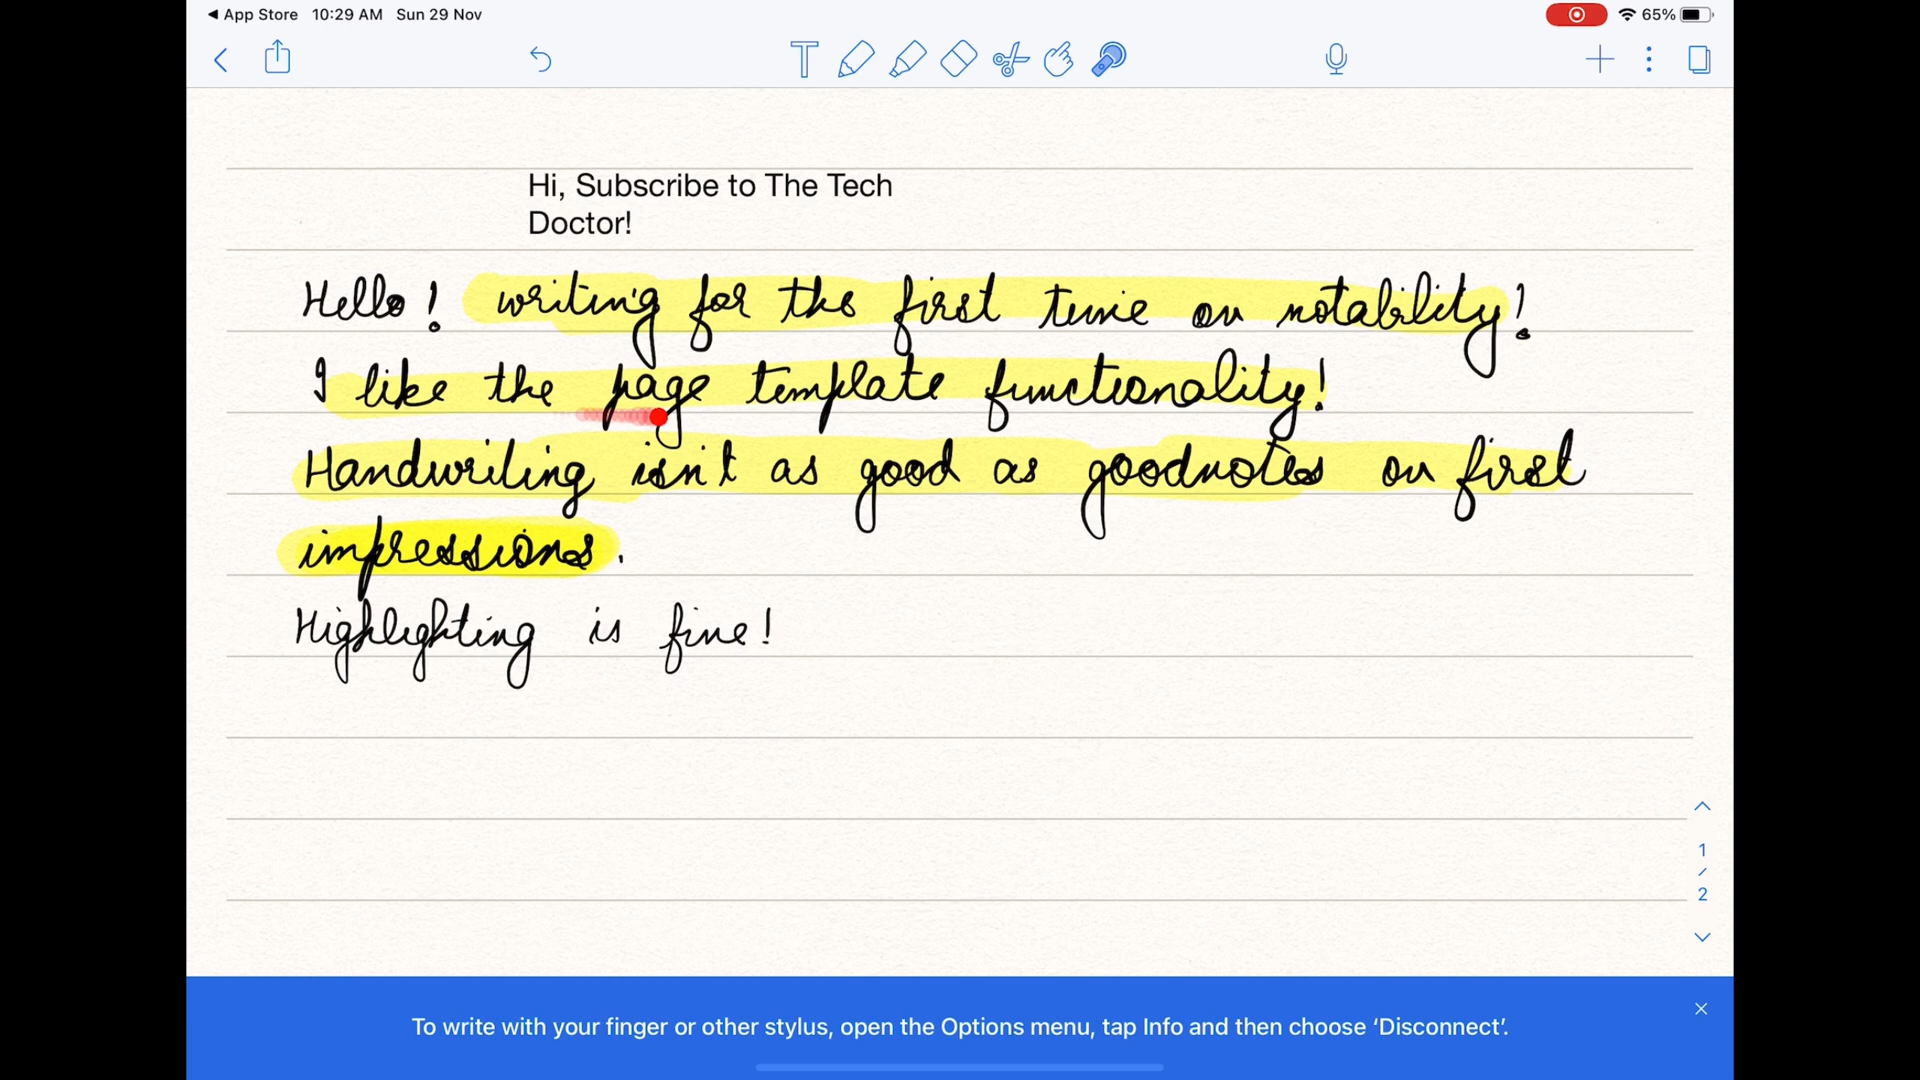 App Store 10:29 AM Sun 29 Nov 65%
Hi, Subscribe to The Tech
Doctor!
Hello! writing for the first time on notability!
I like the page template functionality!
Handwriting isn't as good as goodnotes on first
impressions.
Highlighting is fine!
1
/
2
To write with your finger or other stylus, open the Options menu, tap Info and then choose ‘Disconnect’.